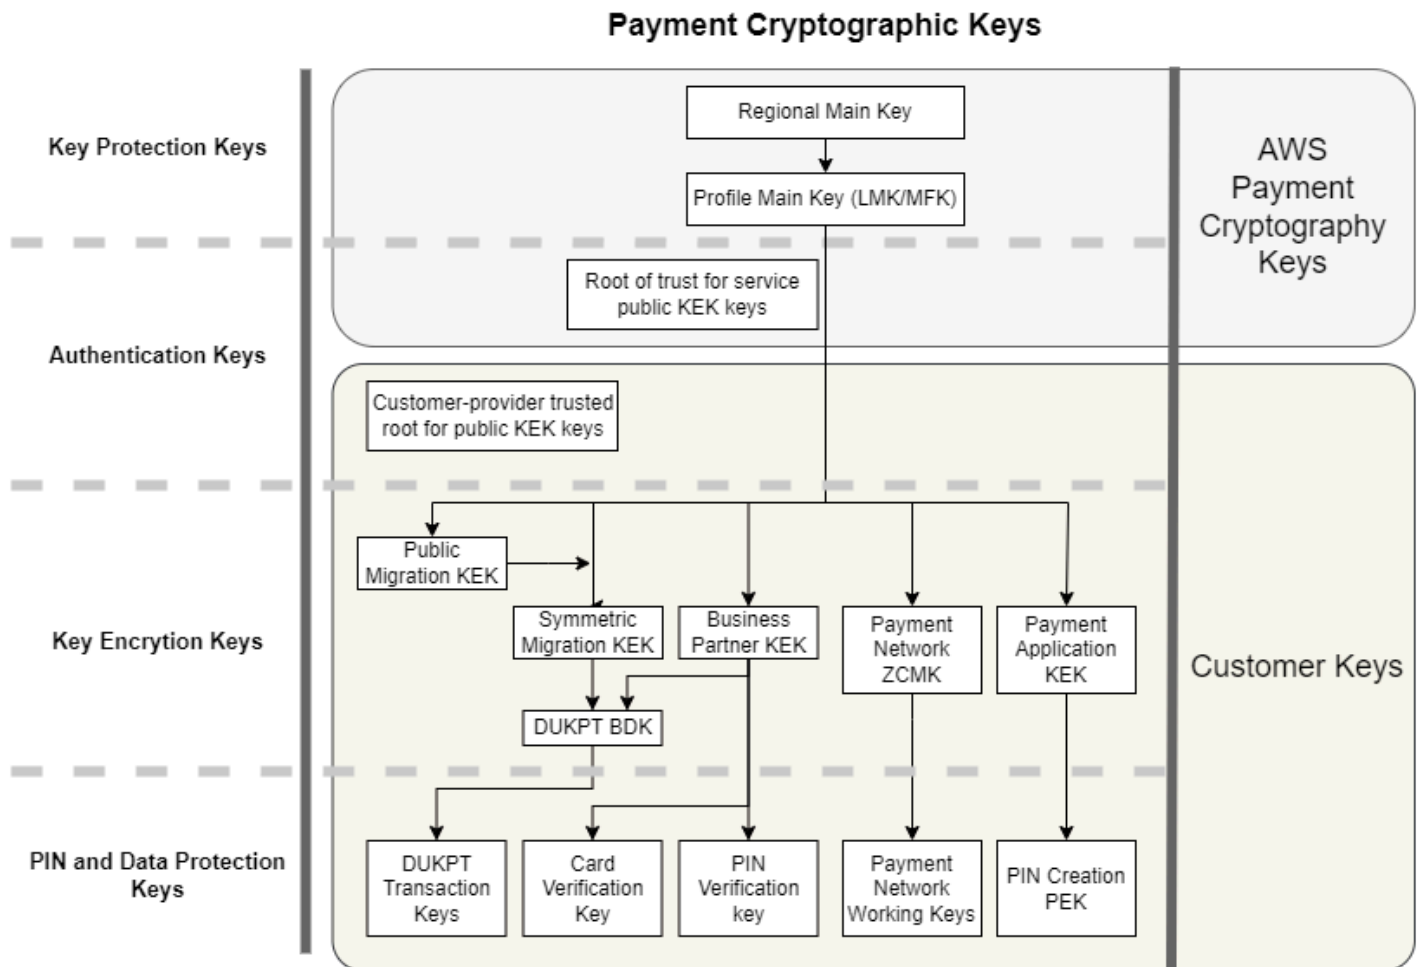 Payment Cryptographic Keys
Key Protection Keys
Regional Main Key
Profile Main Key (LMK/MFK)
AWS
Payment
Cryptography
Keys
Root of trust for service
public KEK keys
Authentication Keys
Customer-provider trusted
root for public KEK keys
Public
Migration KEK
Key Encrytion Keys
Symmetric
Migration KEK
Business
Partner KEK
Payment
Network
ZCMK
Payment
Application
KEK
Customer Keys
DUKPT BDK
PIN and Data Protection
Keys
DUKPT
Transaction
Keys
Card
Verification
Key
PIN
Verification
key
Payment
Network
Working Keys
PIN Creation
PEK